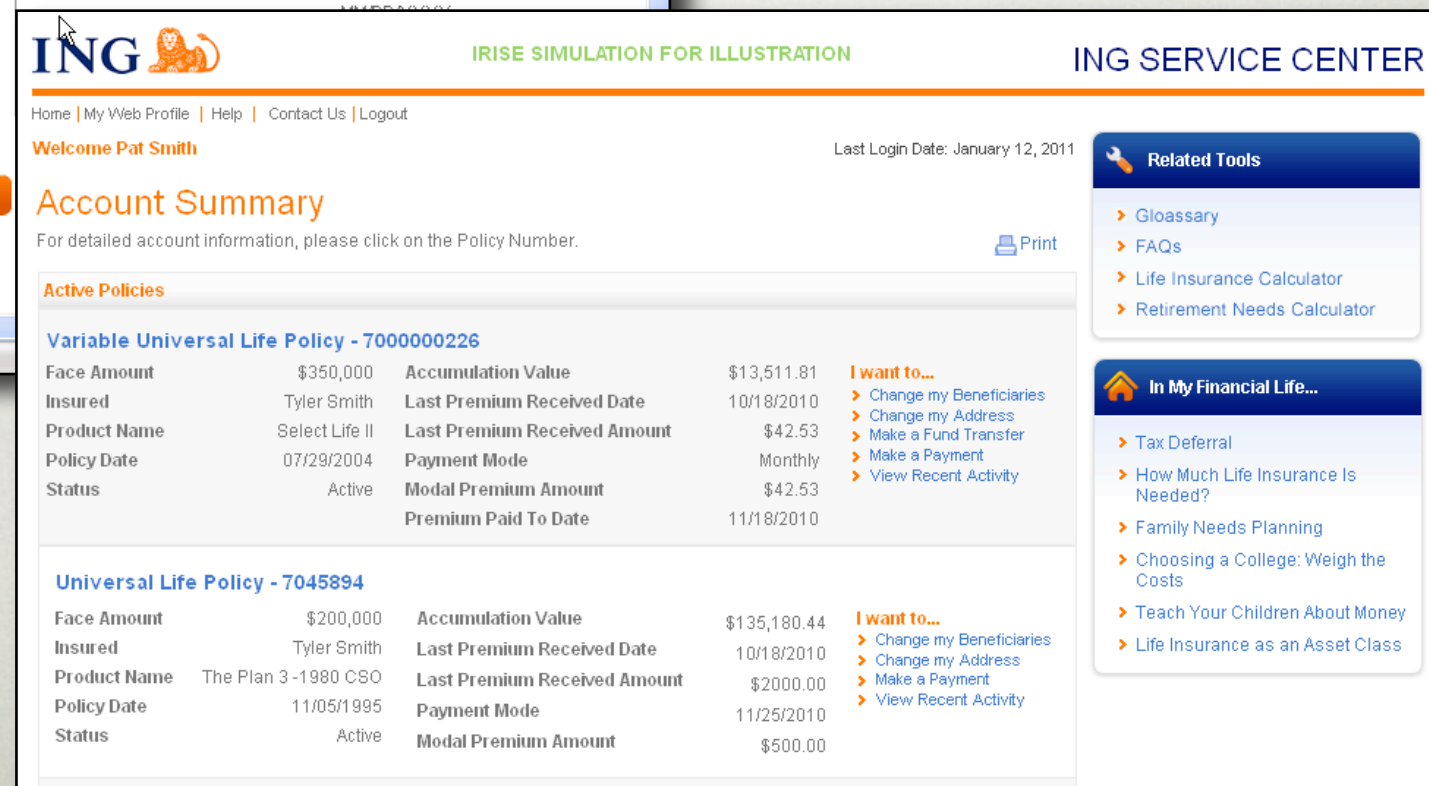 ING
IRISE SIMULATION FOR ILLUSTRATION
ING SERVICE CENTER
Home | My Web Profile | Help | Contact Us | Logout
Welcome Pat Smith
Last Login Date: January 12, 2011
Account Summary
For detailed account information, please click on the Policy Number.
Print
Active Policies
Variable Universal Life Policy - 7000000226
Face Amount $350,000
Insured Tyler Smith
Product Name Select Life II
Policy Date 07/29/2004
Status Active
Accumulation Value $13,511.81
Last Premium Received Date 10/18/2010
Last Premium Received Amount $42.53
Payment Mode Monthly
Modal Premium Amount $42.53
Premium Paid To Date 11/18/2010
I want to...
Change my Beneficiaries
Change my Address
Make a Fund Transfer
Make a Payment
View Recent Activity
Universal Life Policy - 7045894
Face Amount $200,000
Insured Tyler Smith
Product Name The Plan 3 -1980 CSO
Policy Date 11/05/1995
Status Active
Accumulation Value $135,180.44
Last Premium Received Date 10/18/2010
Last Premium Received Amount $2000.00
Payment Mode 11/25/2010
Modal Premium Amount $500.00
I want to...
Change my Beneficiaries
Change my Address
Make a Payment
View Recent Activity
Related Tools
Gloassary
FAQs
Life Insurance Calculator
Retirement Needs Calculator
In My Financial Life...
Tax Deferral
How Much Life Insurance Is
Needed?
Family Needs Planning
Choosing a College: Weigh the
Costs
Teach Your Children About Money
Life Insurance as an Asset Class